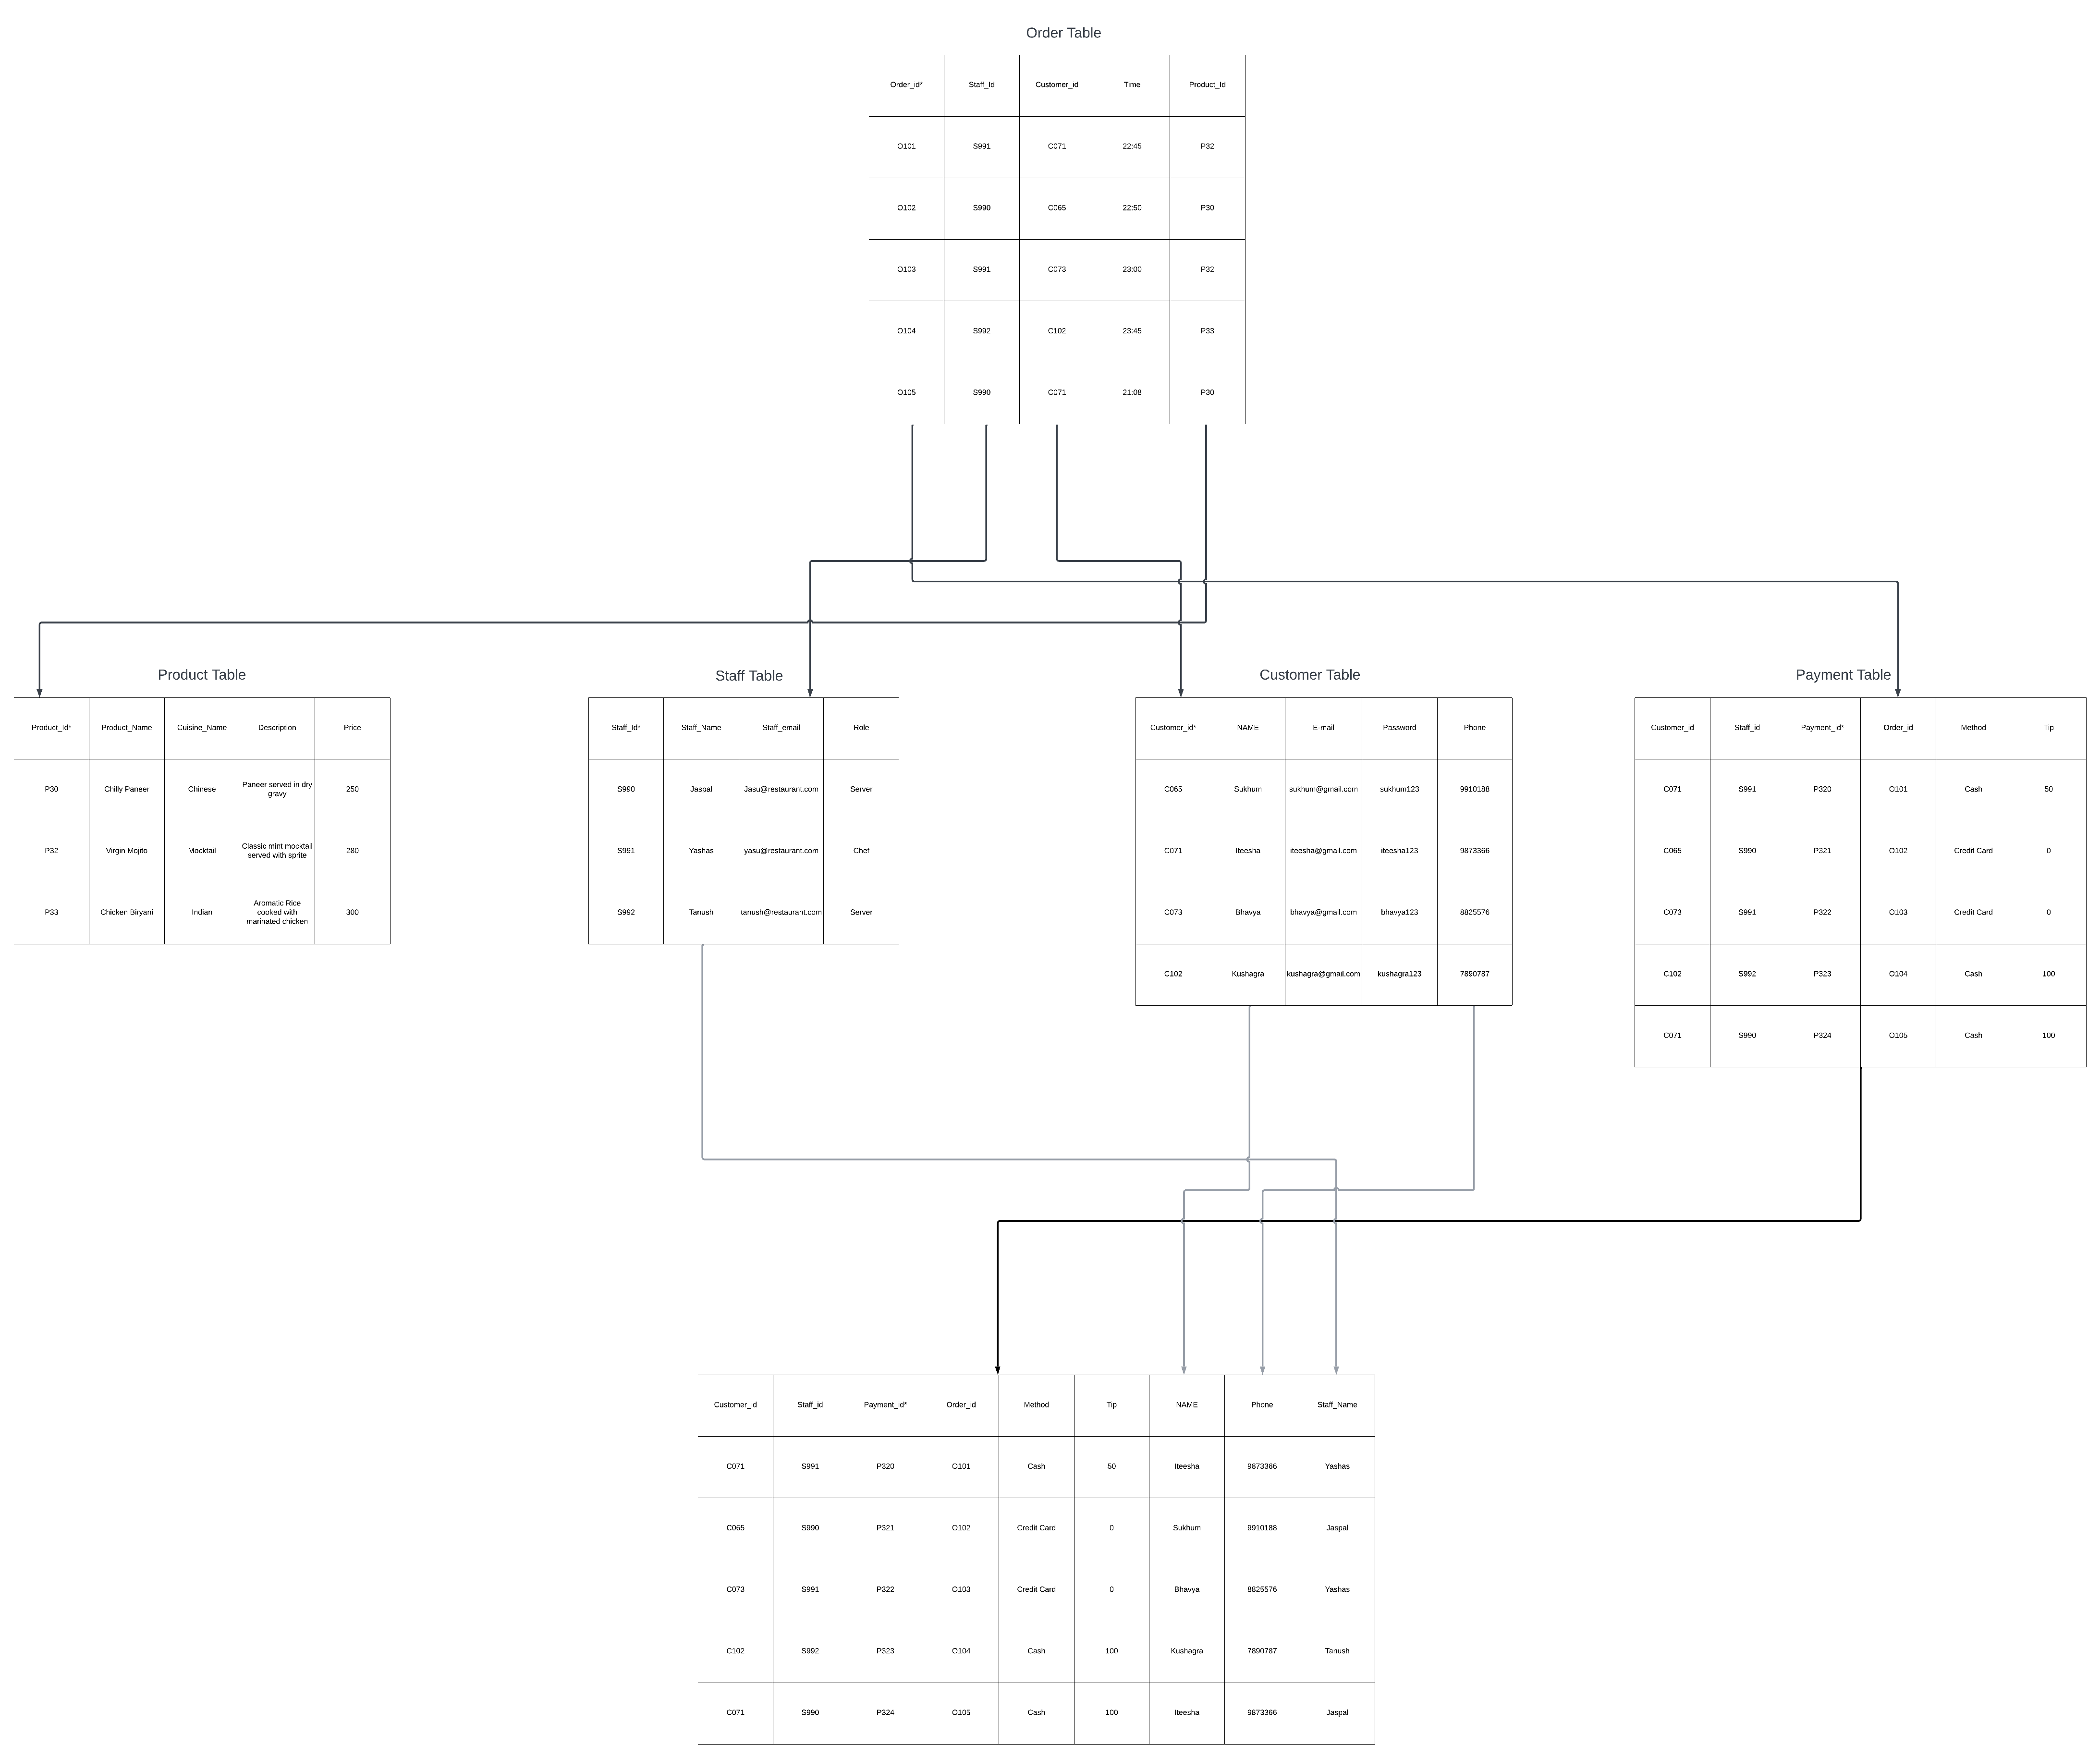 Order Table
Order_id* Staff_Id Customer_id Time Product_Id
O101 S991 C071 22:45 P32
O102 S990 C065 22:50 P30
O103 S991 C073 23:00 P32
O104 S992 C102 23:45 P33
O105 S990 C071 21:08 P30
Product Table
Product_Id* Product_Name Cuisine_Name Description Price
P30 Chilly Paneer Chinese Paneer served in dry
gravy 250
P32 Virgin Mojito Mocktail Classic mint mocktail
served with sprite 280
P33 Chicken Biryani Indian Aromatic Rice
cooked with
marinated chicken 300
Staff Table
Staff_Id* Staff_Name Staff_email Role
S990 Jaspal Jasu@restaurant.com Server
S991 Yashas yasu@restaurant.com Chef
S992 Tanush tanush@restaurant.com Server
Customer Table
Customer_id* NAME E-mail Password Phone
C065 Sukhum sukhum@gmail.com sukhum123 9910188
C071 Iteesha iteesha@gmail.com iteesha123 9873366
C073 Bhavya bhavya@gmail.com bhavya123 8825576
C102 Kushagra kushagra@gmail.com kushagra123 7890787
Payment Table
Customer_id Staff_id Payment_id* Order_id Method Tip
C071 S991 P320 O101 Cash 50
C065 S990 P321 O102 Credit Card 0
C073 S991 P322 O103 Credit Card 0
C102 S992 P323 O104 Cash 100
C071 S990 P324 O105 Cash 100
Customer_id Staff_id Payment_id* Order_id Method Tip NAME Phone Staff_Name
C071 S991 P320 O101 Cash 50 Iteesha 9873366 Yashas
C065 S990 P321 O102 Credit Card 0 Sukhum 9910188 Jaspal
C073 S991 P322 O103 Credit Card 0 Bhavya 8825576 Yashas
C102 S992 P323 O104 Cash 100 Kushagra 7890787 Tanush
C071 S990 P324 O105 Cash 100 Iteesha 9873366 Jaspal